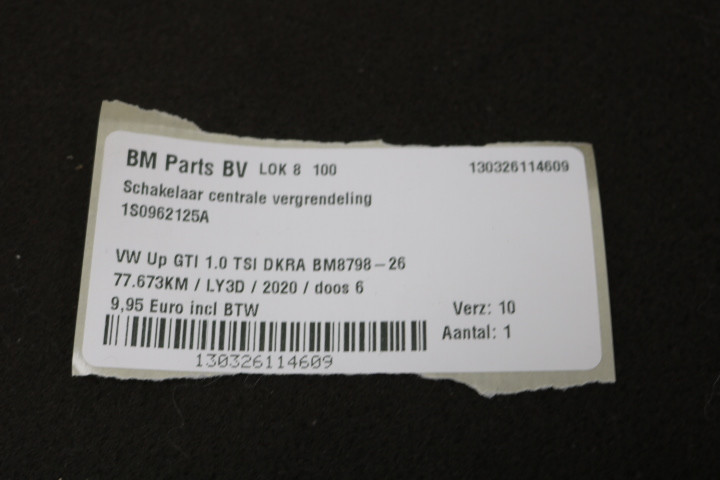 BM Parts BV LOK 8 100 130326114609
Schakelaar centrale vergrendeling
1S0962125A
VW Up GTI 1.0 TSI DKRA BM8798-26
77.673KM / LY3D / 2020 / doos 6
9,95 Euro incl BTW Verz: 10
Aantal: 1
130326114609